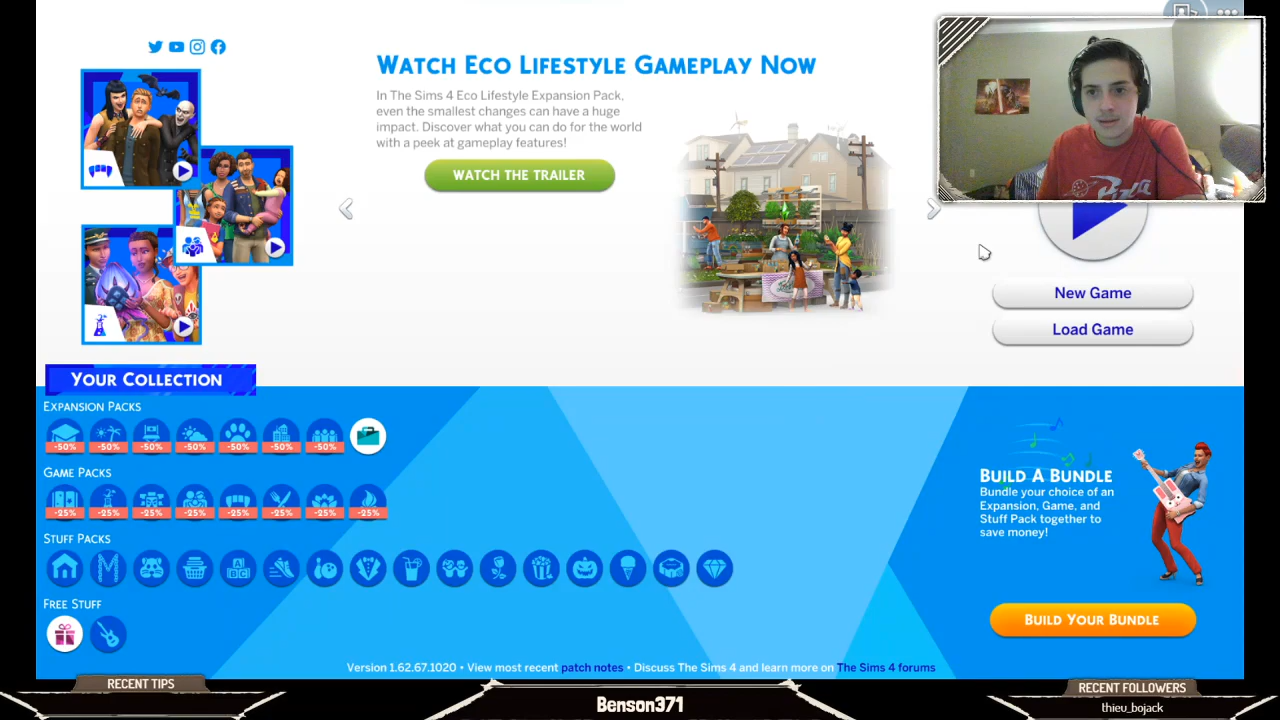 WATCH ECO LIFESTYLE GAMEPLAY NOW
In The Sims 4 Eco Lifestyle Expansion Pack,
even the smallest changes can have a huge
impact. Discover what you can do for the world
with a peek at gameplay features!
WATCH THE TRAILER
New Game
Load Game
YOUR COLLECTION
EXPANSION PACKS
-50% -50% -50% -50% -50% -50% -50%
GAME PACKS
-25% -25% -25% -25% -25% -25% -25% -25%
STUFF PACKS
ABC
FREE STUFF
BUILD A BUNDLE
Bundle your choice of an
Expansion, Game, and
Stuff Pack together to
save money!
BUILD YOUR BUNDLE
Version 1.62.67.1020 • View most recent patch notes • Discuss The Sims 4 and learn more on The Sims 4 forums
RECENT TIPS
Benson371
RECENT FOLLOWERS
thieu_bojack